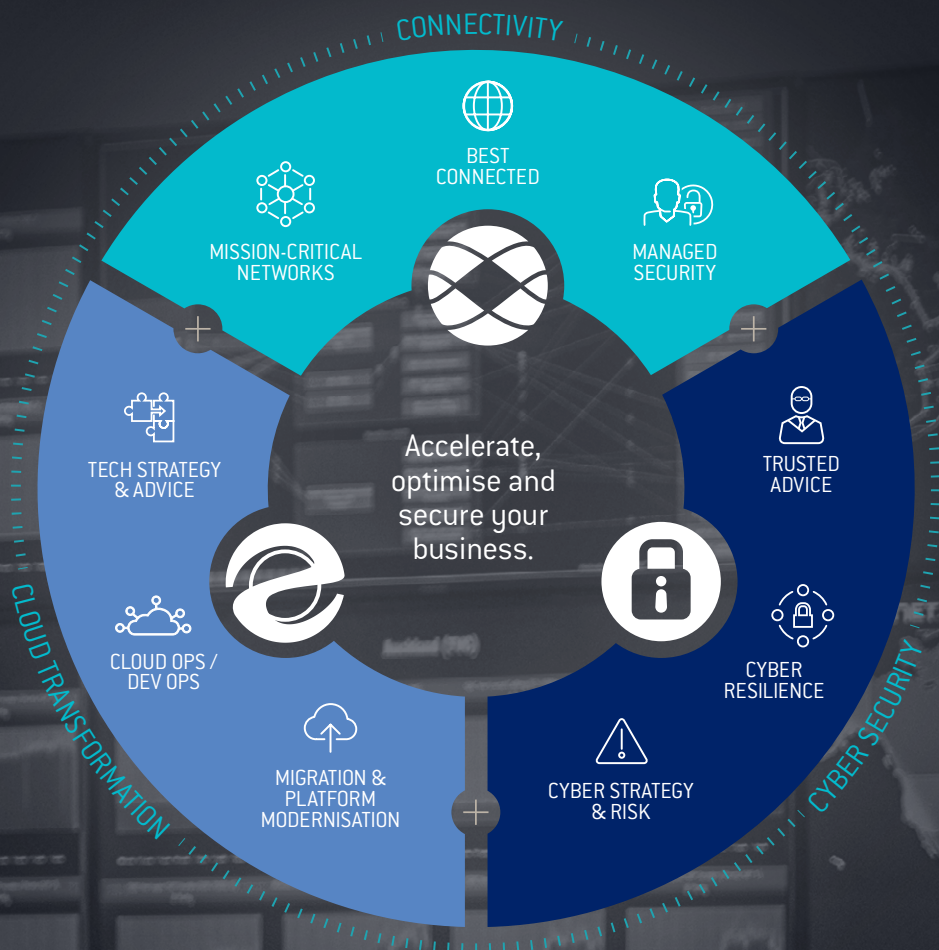 CONNECTIVITY
BEST
CONNECTED
MISSION-CRITICAL
NETWORKS
MANAGED
SECURITY
TECH STRATEGY
& ADVICE
Accelerate,
optimise and
secure your
business.
TRUSTED
ADVICE
CLOUD OPS /
DEV OPS
CYBER
RESILIENCE
MIGRATION &
PLATFORM
MODERNISATION
CYBER STRATEGY
& RISK
CLOUD TRANSFORMATION
CYBER SECURITY